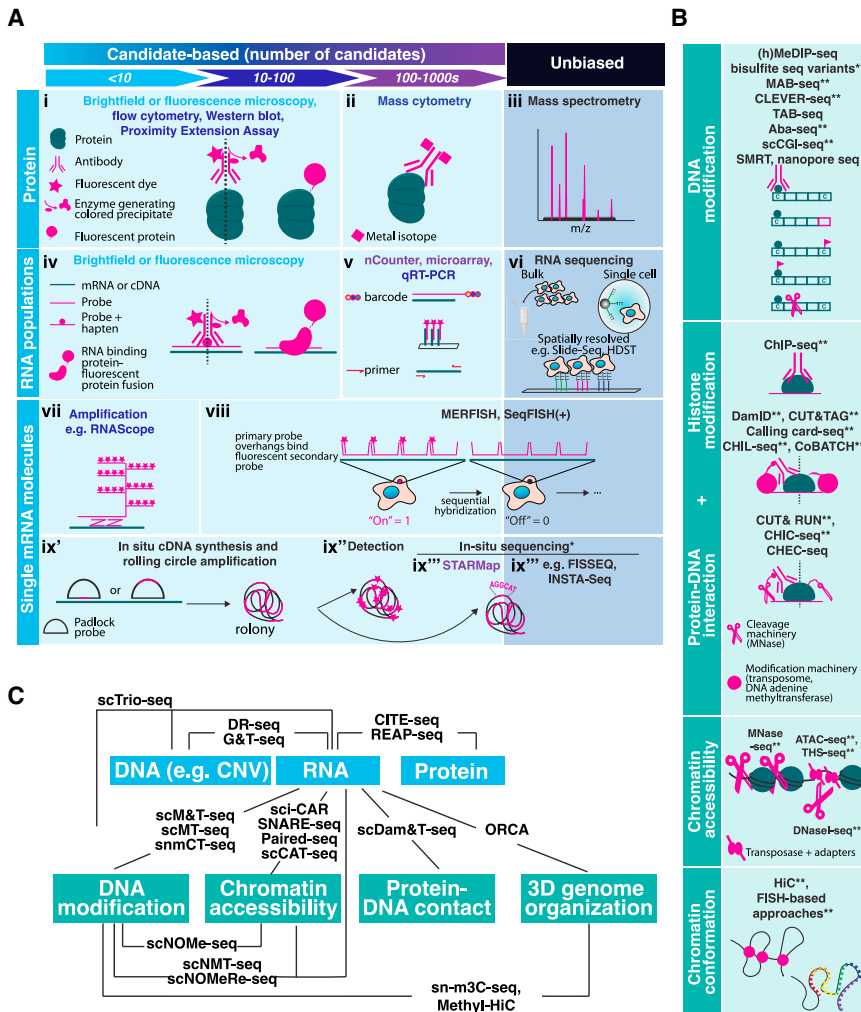 A
Candidate-based (number of candidates)
Unbiased
<10
10-100
100-1000s
Protein
i
Brightfield or fluorescence microscopy,
flow cytometry, Western blot,
Proximity Extension Assay
Protein
Antibody
Fluorescent dye
Enzyme generating
colored precipitate
Fluorescent protein
ii
Mass cytometry
Metal isotope
iii
Mass spectrometry
m/z
RNA populations
iv
Brightfield or fluorescence microscopy
mRNA or cDNA
Probe
Probe +
hapten
RNA binding
protein-
fluorescent
protein fusion
v
nCounter, microarray,
qRT-PCR
barcode
primer
vi
RNA sequencing
Bulk
Single cell
Spatially resolved
e.g. Slide-Seq, HDST
Single mRNA molecules
vii
Amplification
e.g. RNAScope
viii
MERFISH, SeqFISH(+)
primary probe
overhangs bind
fluorescent secondary
probe
sequential
hybridization
...
"On" = 1
"Off" = 0
ix'
In situ cDNA synthesis and
rolling circle amplification
or
Padlock
probe
rolony
ix"
Detection
In-situ sequencing*
ix'"
STARMap
AGGCAT
ix'"
e.g. FISSEQ,
INSTA-Seq
B
DNA
modification
(h)MeDIP-seq
bisulfite seq variants**
MAB-seq**
CLEVER-seq**
TAB-seq
Aba-seq**
scCGI-seq**
SMRT, nanopore seq
C C
C
C C
C C
C C
Histone
modification
+
Protein-DNA
interaction
ChIP-seq**
DamID**, CUT&TAG**
Calling card-seq**
CHIL-seq**, CoBATCH**
CUT& RUN**,
CHIC-seq**
CHEC-seq
Cleavage
machinery
(MNase)
Modification machinery
(transposome,
DNA adenine
methyltransferase)
Chromatin
accessibility
MNase
-seq**
ATAC-seq**,
THS-seq**
DNaseI-seq**
Transposase + adapters
Chromatin
conformation
HiC**,
FISH-based
approaches**
C
scTrio-seq
DR-seq
G&T-seq
CITE-seq
REAP-seq
DNA (e.g. CNV)
RNA
Protein
scM&T-seq
scMT-seq
snmCT-seq
sci-CAR
SNARE-seq
Paired-seq
scCAT-seq
scDam&T-seq
ORCA
DNA
modification
Chromatin
accessibility
Protein-
DNA contact
3D genome
organization
scNOMe-seq
scNMT-seq
scNOMeRe-seq
sn-m3C-seq,
Methyl-HiC